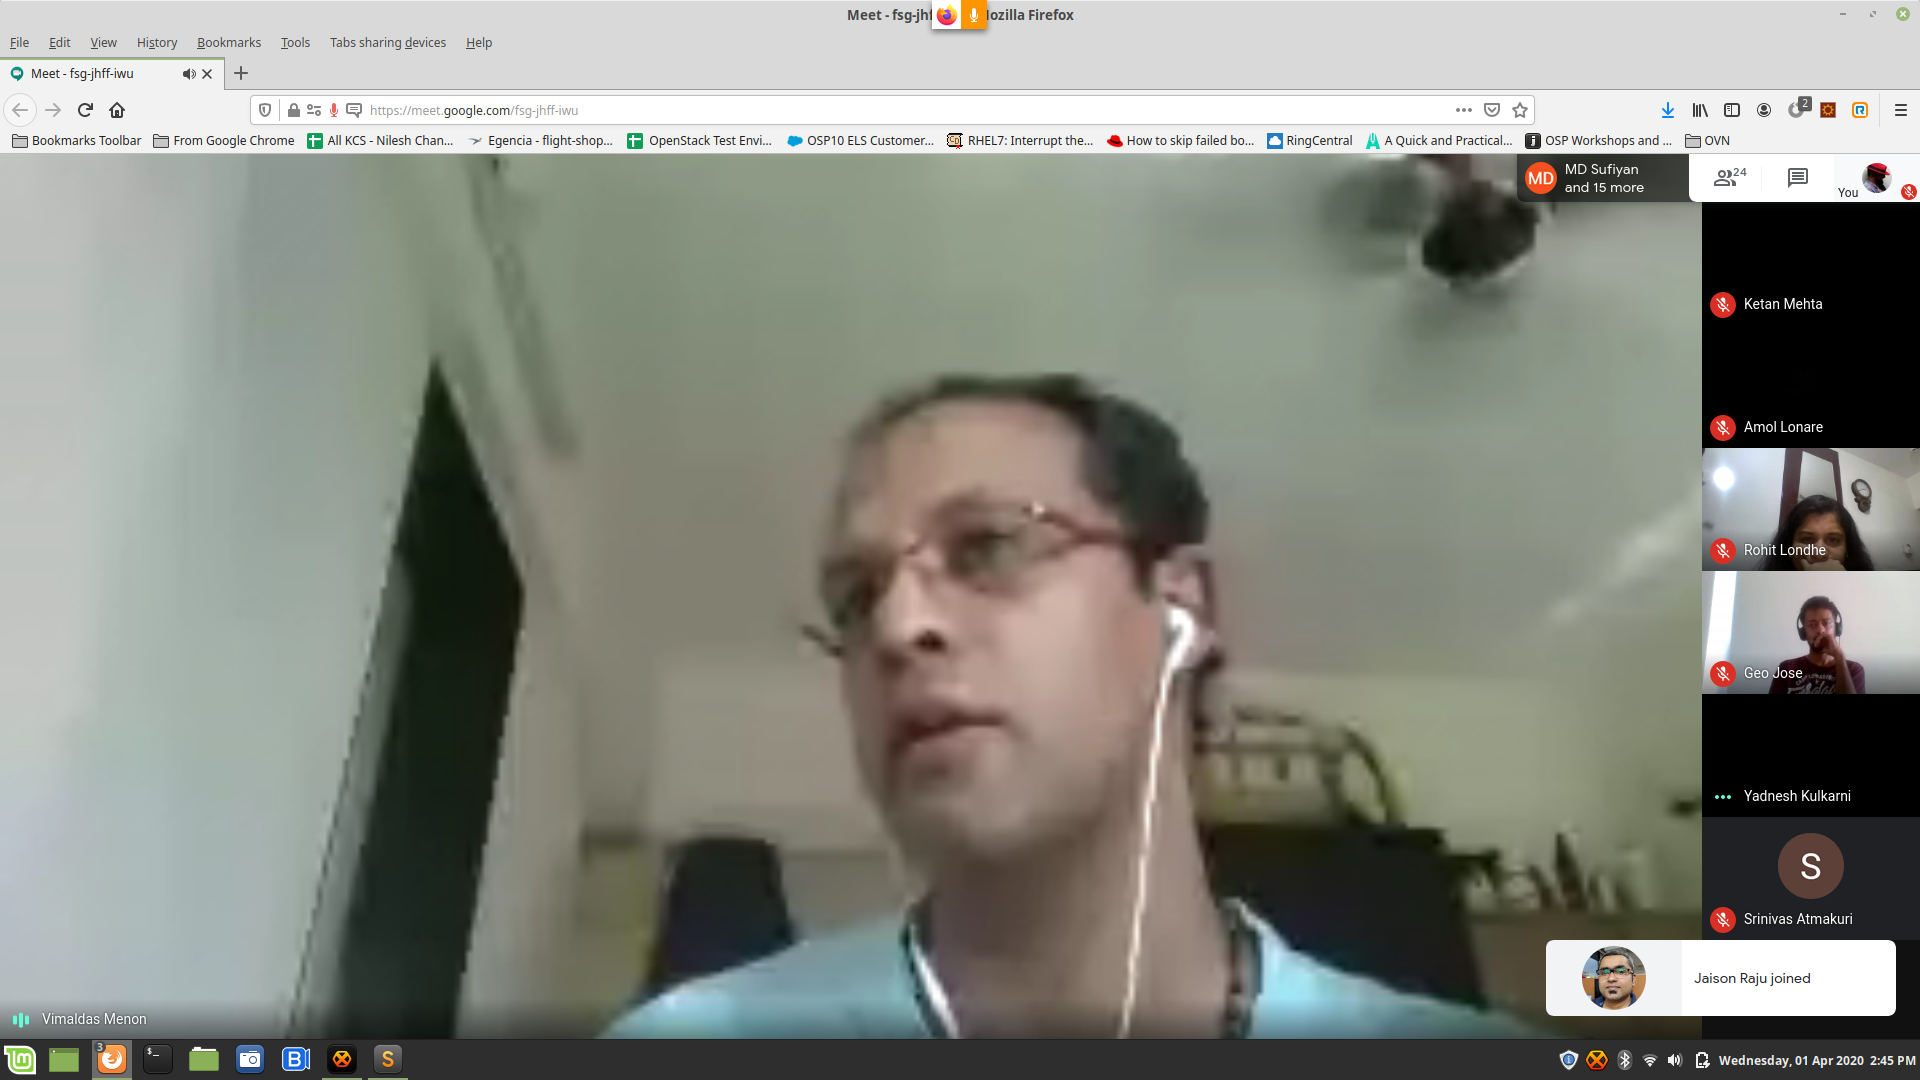 Meet - fsg-jhf
ozilla Firefox
File Edit View History Bookmarks Tools Tabs sharing devices Help
Meet - fsg-jhff-iwu
https://meet.google.com/fsg-jhff-iwu
2
Bookmarks Toolbar From Google Chrome All KCS - Nilesh Chan... Egencia - flight-shop... OpenStack Test Envi... OSP10 ELS Customer... RHEL7: Interrupt the... How to skip failed bo... RingCentral A Quick and Practical... OSP Workshops and ... OVN
MD
MD Sufiyan
and 15 more
24
You
Ketan Mehta
Amol Lonare
Rohit Londhe
Geo Jose
Yadnesh Kulkarni
S
Srinivas Atmakuri
Jaison Raju joined
Vimaldas Menon
3
$_
B
S
Wednesday, 01 Apr 2020 2:45 PM